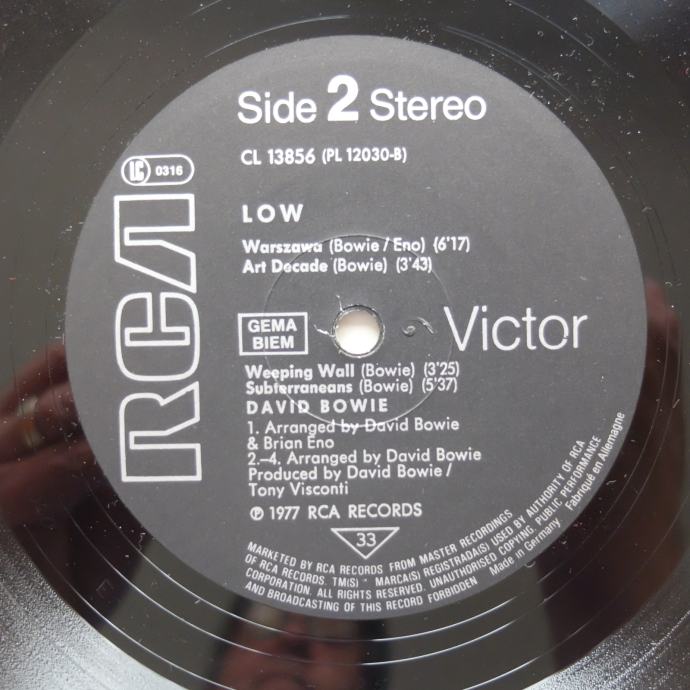 Side 2 Stereo
CL 13856 (PL 12030-B)
LC 0316
RCA
LOW
Warszawa (Bowie / Eno) (6'17)
Art Decade (Bowie) (3'43)
GEMA
BIEM
Victor
Weeping Wall (Bowie) (3'25)
Subterraneans (Bowie) (5'37)
DAVID BOWIE
1. Arranged by David Bowie
& Brian Eno
2.–4. Arranged by David Bowie
Produced by David Bowie /
Tony Visconti
℗ 1977 RCA RECORDS
33
MARKETED BY RCA RECORDS FROM MASTER RECORDINGS
OF RCA RECORDS. TM(S) ® MARCA(S) REGISTRADA(S) USED BY AUTHORITY OF RCA
CORPORATION. ALL RIGHTS RESERVED. UNAUTHORISED COPYING, PUBLIC PERFORMANCE
AND BROADCASTING OF THIS RECORD FORBIDDEN Made in Germany Fabriqué en Allemagne